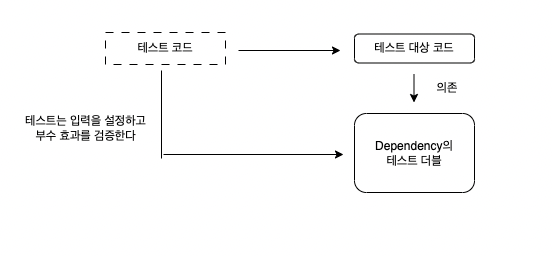 테스트 코드
테스트 대상 코드
의존
테스트는 입력을 설정하고
부수 효과를 검증한다
Dependency의
테스트 더블